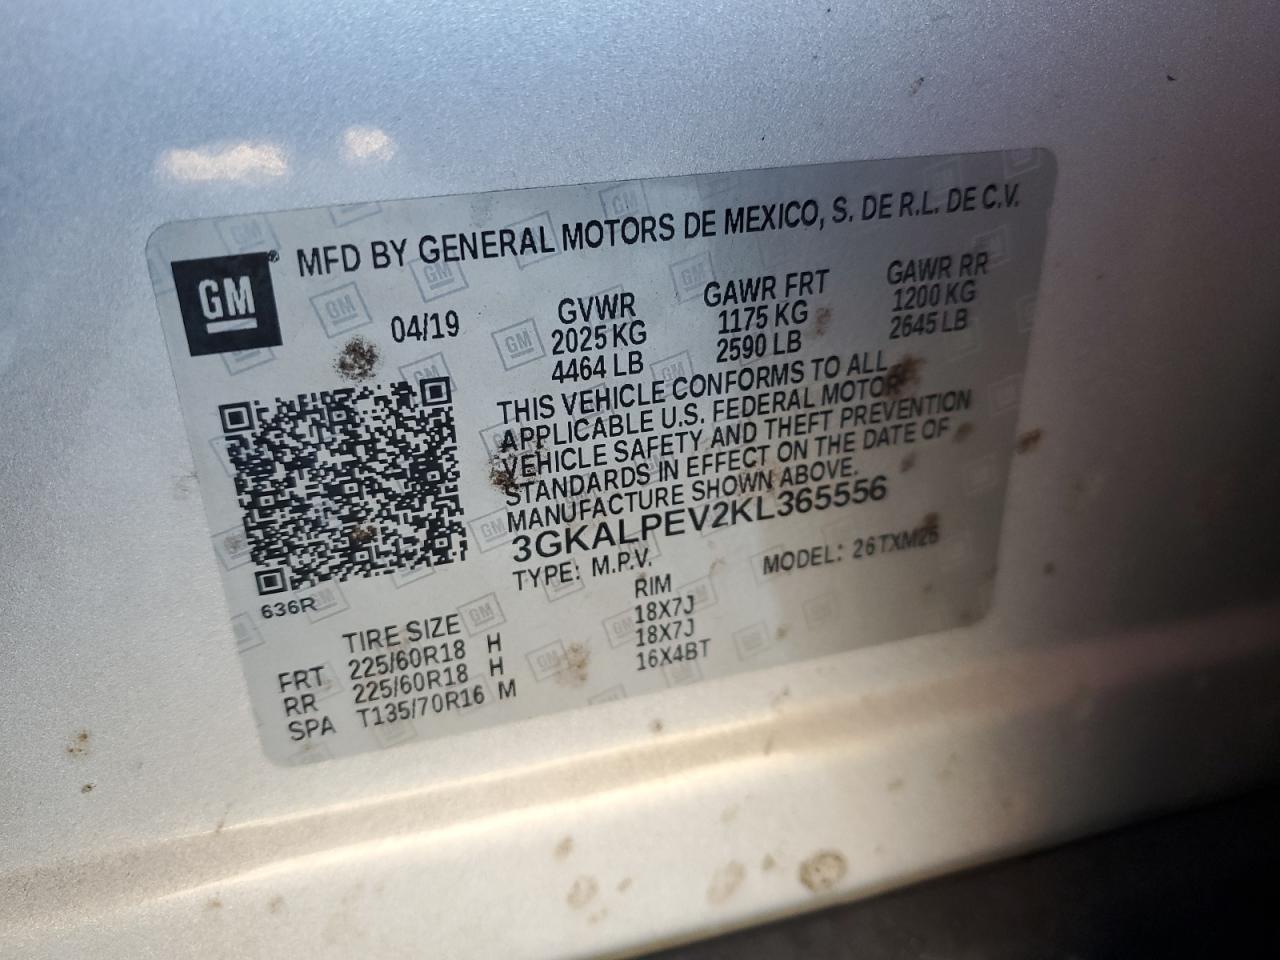 MFD BY GENERAL MOTORS DE MEXICO, S. DE R.L. DE C.V.
GM®
04/19
GVWR GAWR FRT GAWR RR
2025 KG 1175 KG 1200 KG
4464 LB 2590 LB 2645 LB
THIS VEHICLE CONFORMS TO ALL
APPLICABLE U.S. FEDERAL MOTOR
VEHICLE SAFETY AND THEFT PREVENTION
STANDARDS IN EFFECT ON THE DATE OF
MANUFACTURE SHOWN ABOVE.
3GKALPEV2KL365556
TYPE: M.P.V. MODEL: 26TXM26
636R
TIRE SIZE RIM
FRT 225/60R18 H 18X7J
RR 225/60R18 H 18X7J
SPA T135/70R16 M 16X4BT